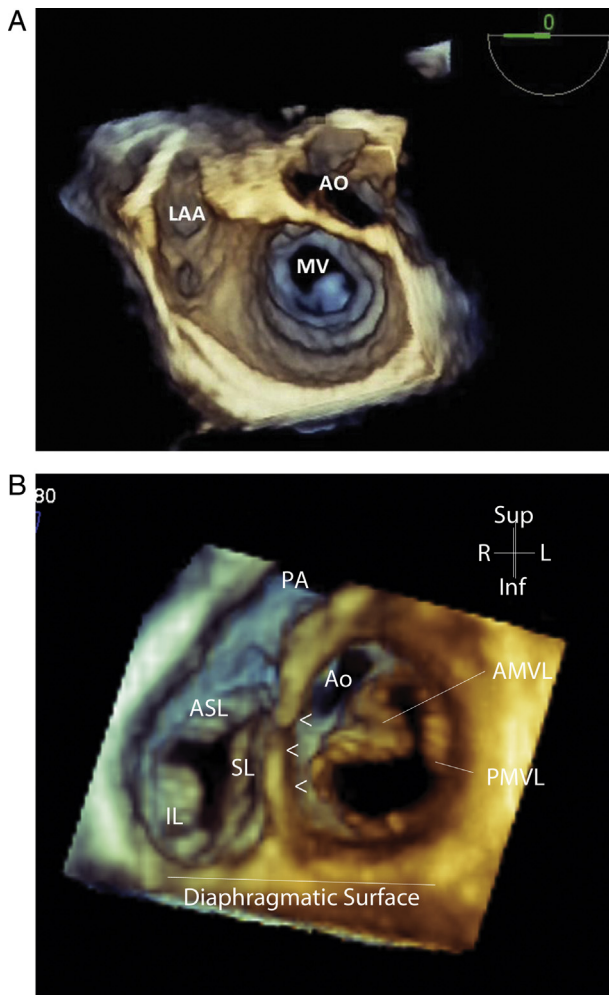 A
0
LAA
AO
MV
B
80
Sup
R L
Inf
PA
Ao
AMVL
ASL
<
SL
<
PMVL
<
IL
Diaphragmatic Surface